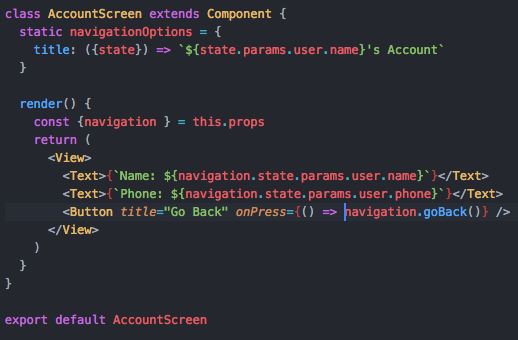 class AccountScreen extends Component {
  static navigationOptions = {
    title: ({state}) => `${state.params.user.name}'s Account`
  }

  render() {
    const {navigation } = this.props
    return (
      <View>
        <Text>{`Name: ${navigation.state.params.user.name}`}</Text>
        <Text>{`Phone: ${navigation.state.params.user.phone}`}</Text>
        <Button title="Go Back" onPress={() => navigation.goBack()} />
      </View>
    )
  }
}

export default AccountScreen